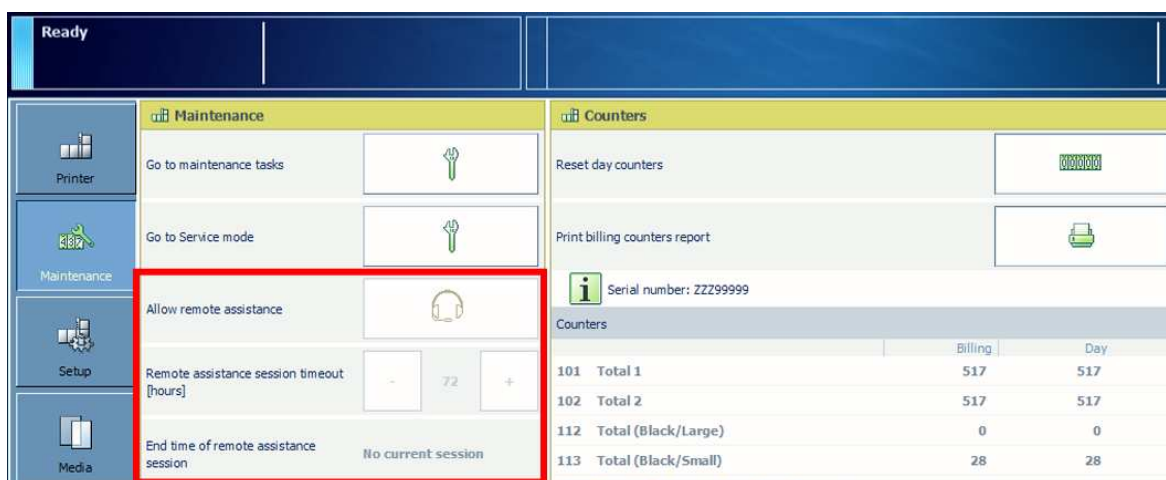 Ready
Printer
Maintenance
Setup
Media
Maintenance
Go to maintenance tasks
Go to Service mode
Allow remote assistance
Remote assistance session timeout
[hours]
- 72 +
End time of remote assistance
session
No current session
Counters
Reset day counters
00000
Print billing counters report
i Serial number: ZZZ99999
Counters
Billing Day
101 Total 1 517 517
102 Total 2 517 517
112 Total (Black/Large) 0 0
113 Total (Black/Small) 28 28